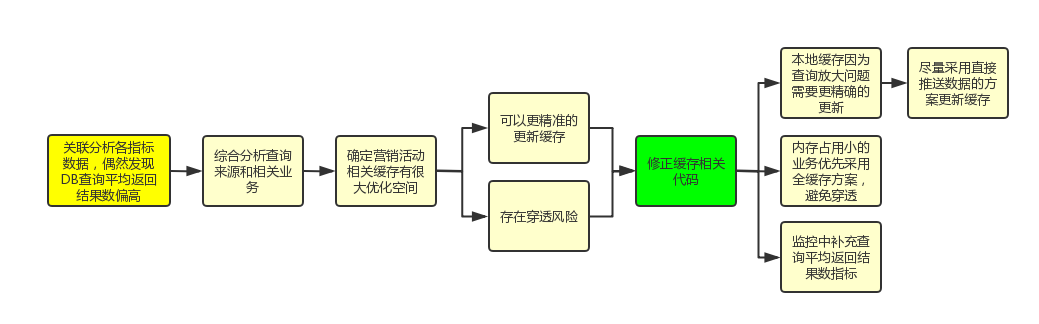 关联分析各指标
数据，偶然发现
DB查询平均返回
结果数偏高
综合分析查询
来源和相关业
务
确定营销活动
相关缓存有很
大优化空间
可以更精准的
更新缓存
存在穿透风险
修正缓存相关
代码
本地缓存因为
查询放大问题
需要更精确的
更新
尽量采用直接
推送数据的方
案更新缓存
内存占用小的
业务优先采用
全缓存方案，
避免穿透
监控中补充查
询平均返回结
果数指标